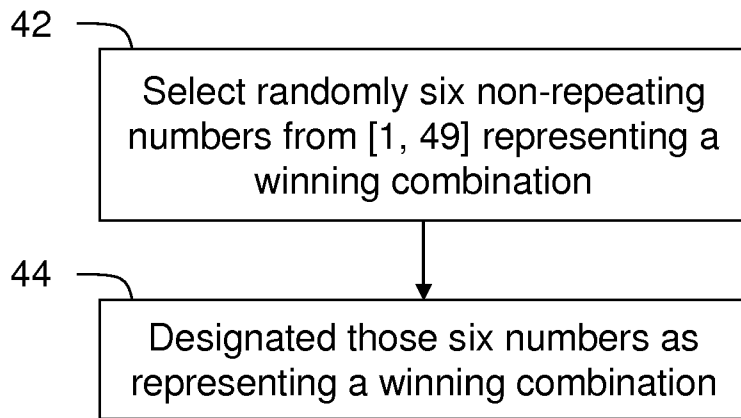 42
Select randomly six non-repeating
numbers from [1, 49] representing a
winning combination
44
Designated those six numbers as
representing a winning combination